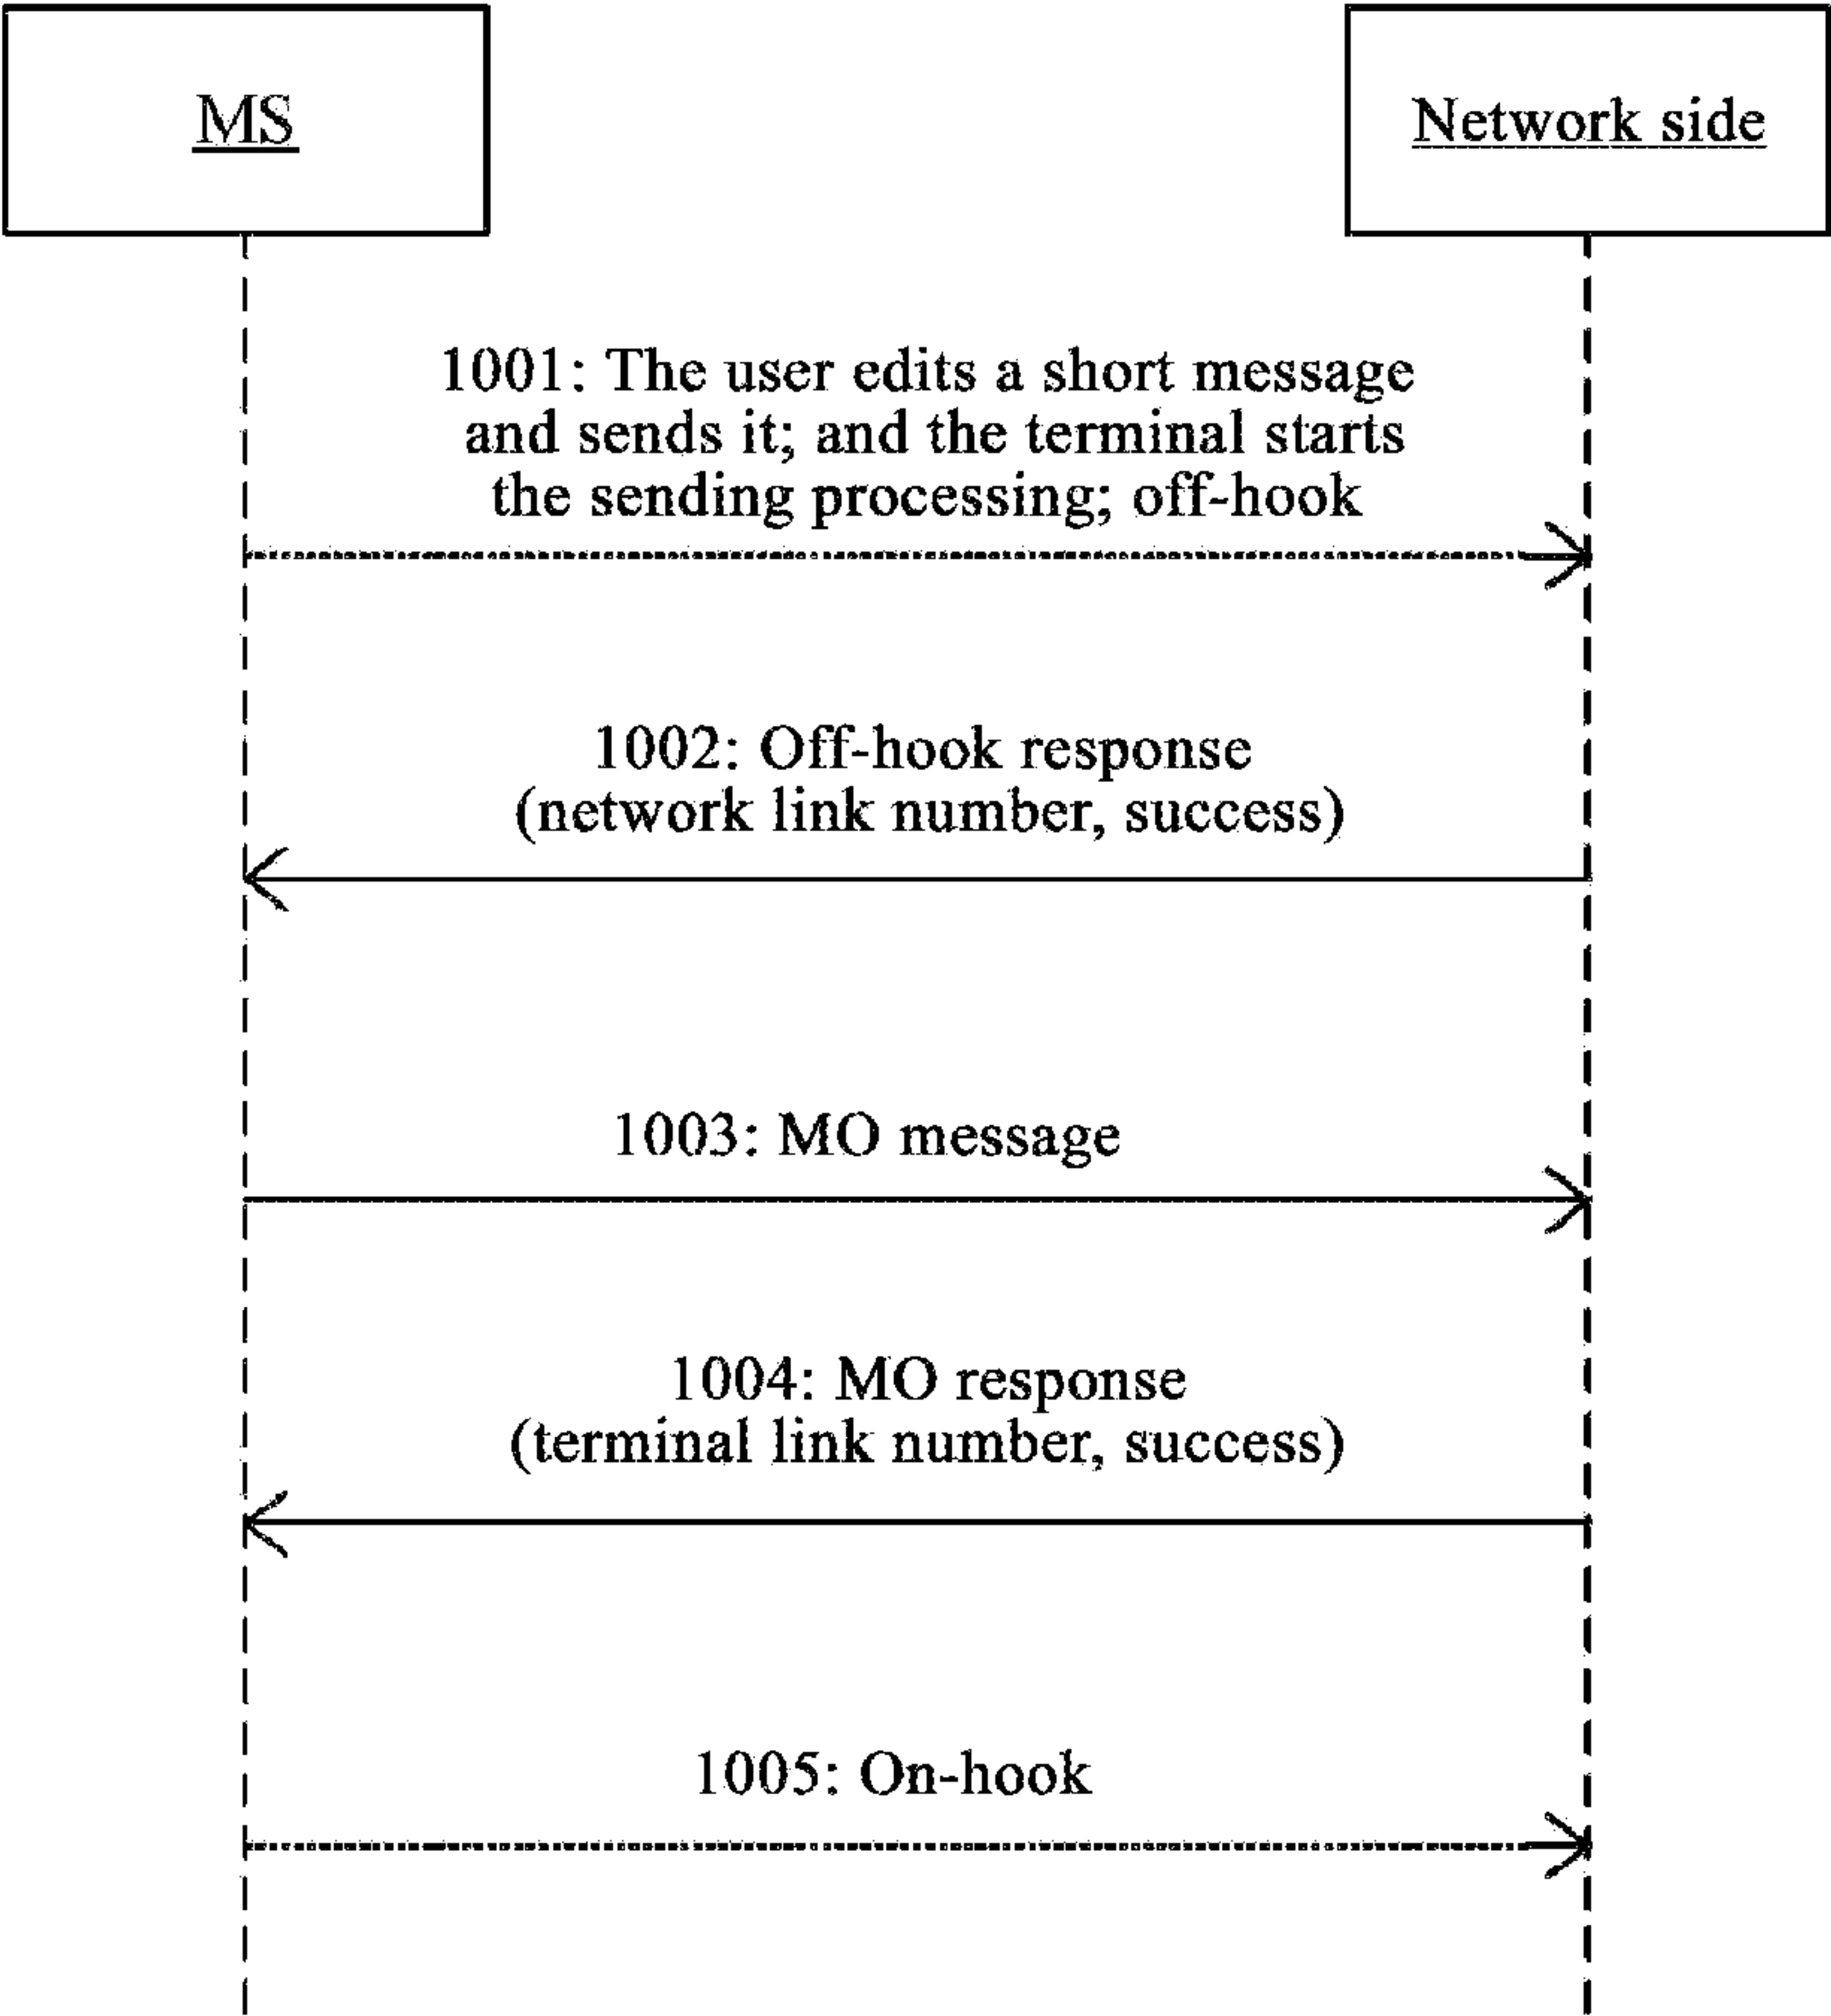 MS
Network side
1001: The user edits a short message
and sends it; and the terminal starts
the sending processing; off-hook
1002: Off-hook response
(network link number, success)
1003: MO message
1004: MO response
(terminal link number, success)
1005: On-hook